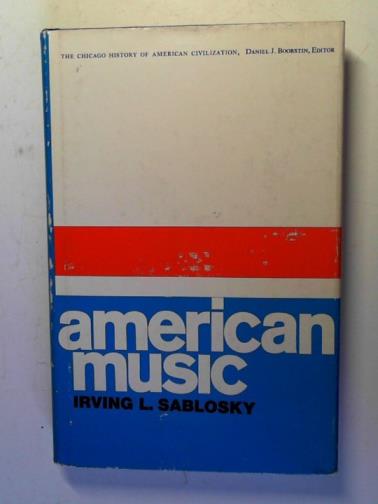 THE CHICAGO HISTORY OF AMERICAN CIVILIZATION, DANIEL J. BOORSTIN, EDITOR
american
music
IRVING L. SABLOSKY